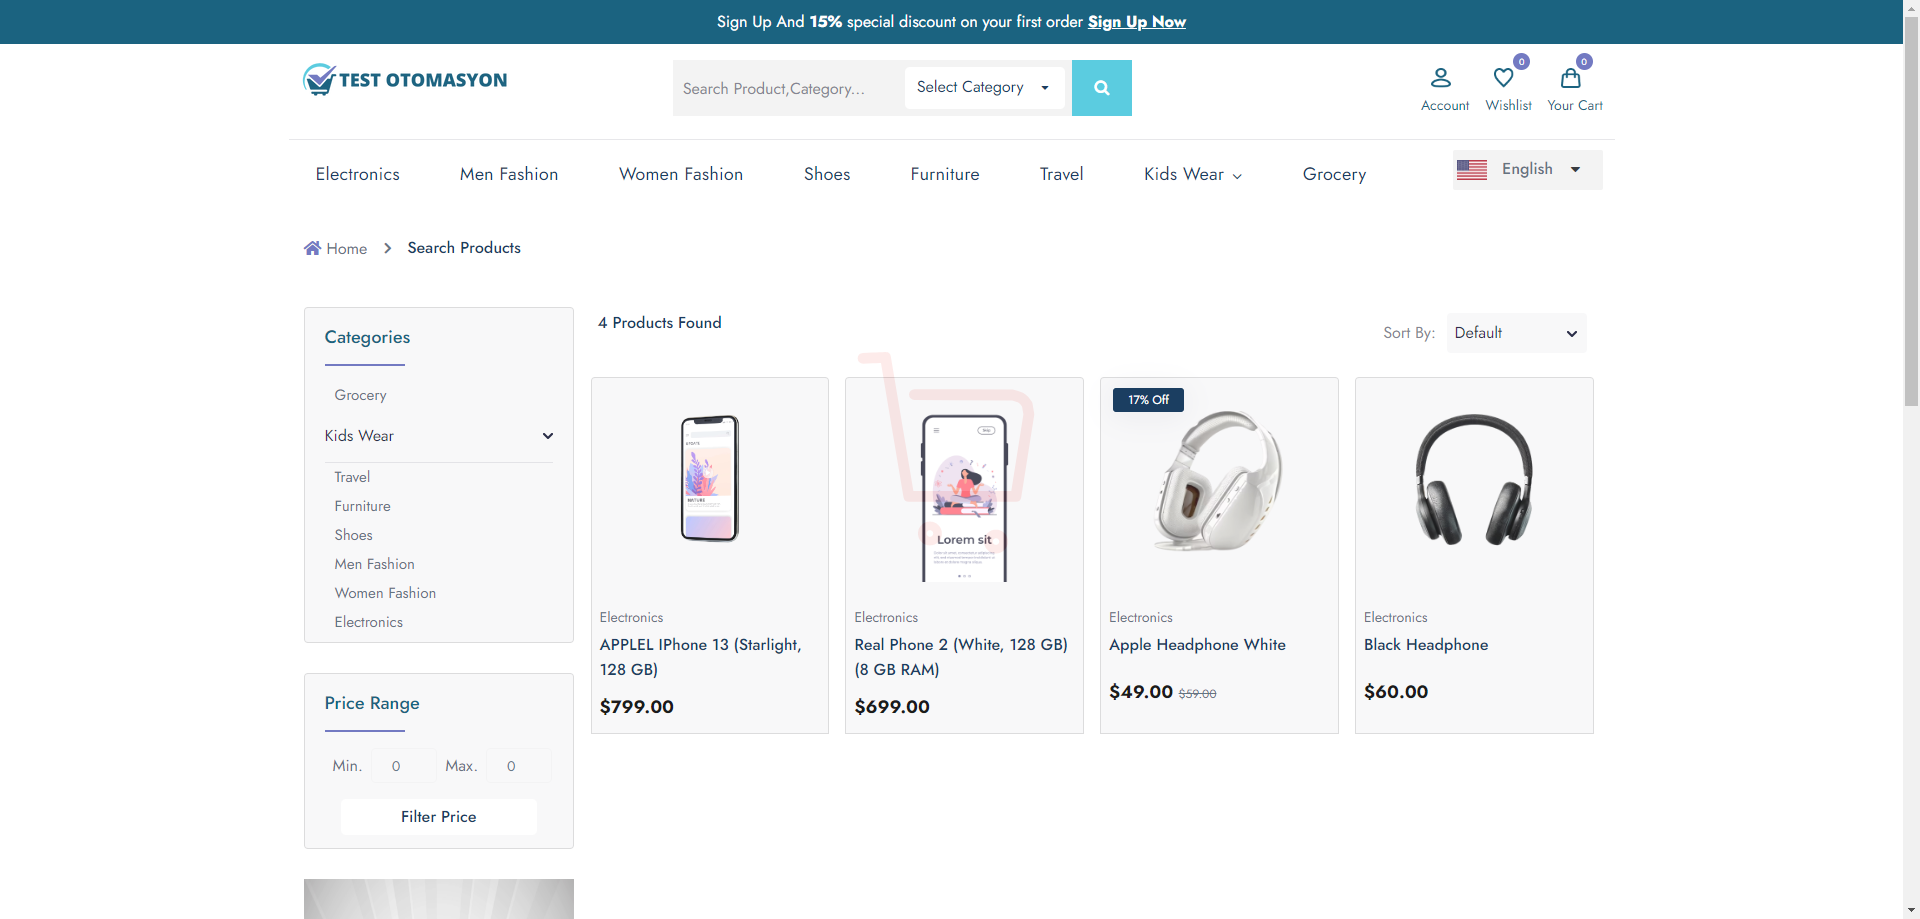 Sign Up And 15% special discount on your first order Sign Up Now
TEST OTOMASYON
Search Product,Category...
Select Category
0
0
Account
Wishlist
Your Cart
Electronics
Men Fashion
Women Fashion
Shoes
Furniture
Travel
Kids Wear
Grocery
English
Home
Search Products
Categories
Grocery
Kids Wear
Travel
Furniture
Shoes
Men Fashion
Women Fashion
Electronics
Price Range
Min.
0
Max.
0
Filter Price
4 Products Found
Sort By:
Default
Electronics
APPLEL IPhone 13 (Starlight,
128 GB)
$799.00
Lorem sit
Electronics
Real Phone 2 (White, 128 GB)
(8 GB RAM)
$699.00
17% Off
Electronics
Apple Headphone White
$49.00 $59.00
Electronics
Black Headphone
$60.00